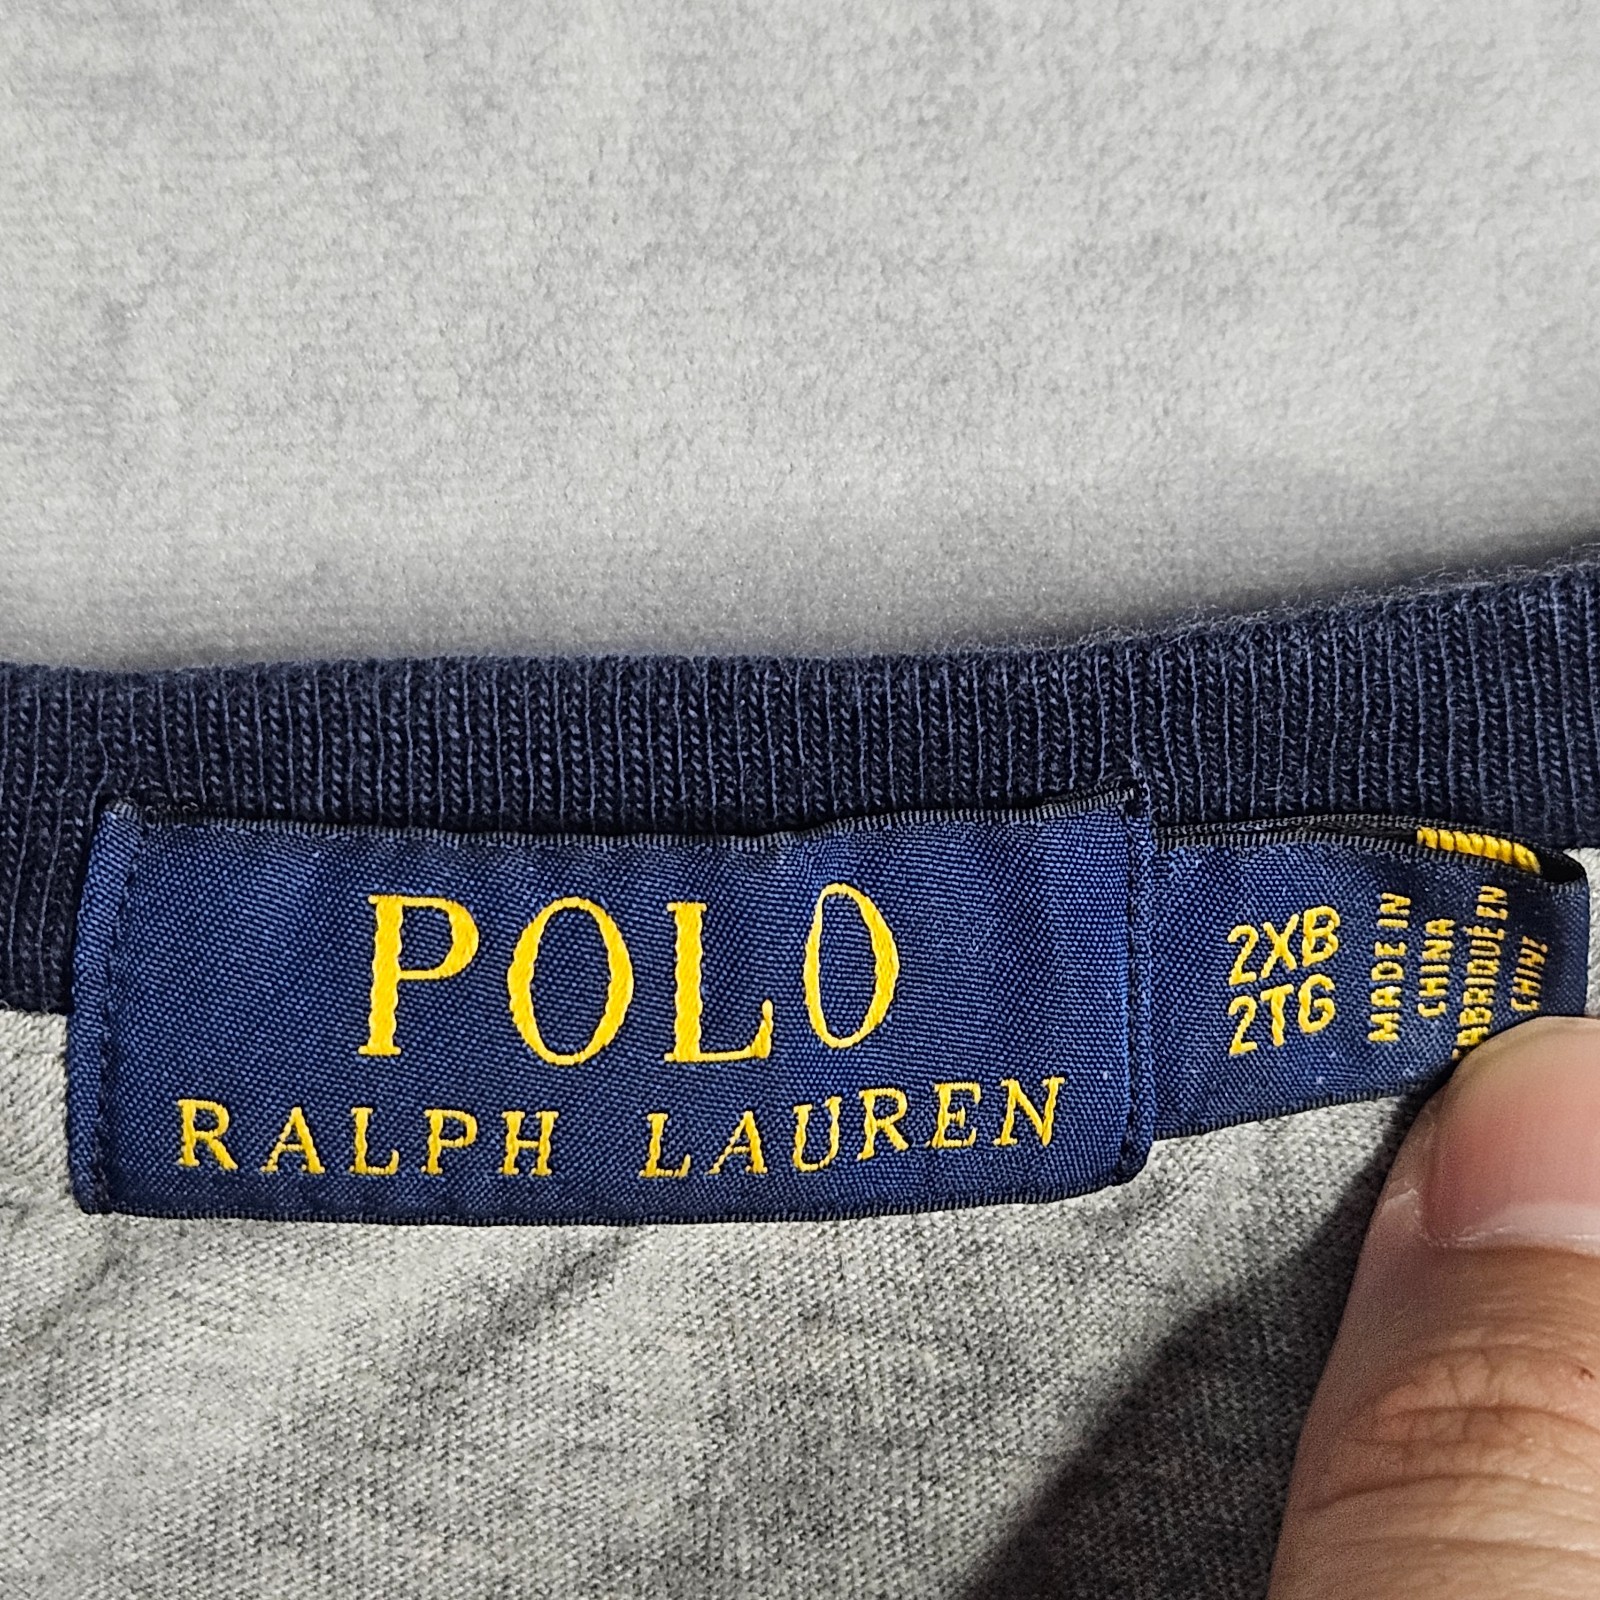 POLO
RALPH LAUREN
2XB
2TG
MADE IN
CHINA
FABRIQUÉ EN
CHINE